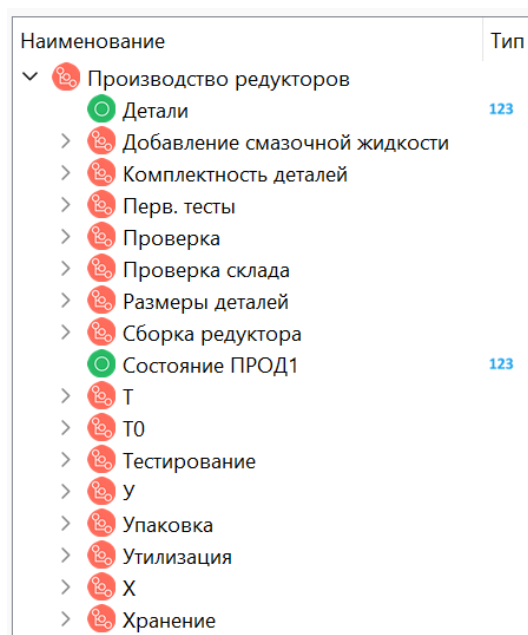 Наименование Тип
Производство редукторов
Детали 123
Добавление смазочной жидкости
Комплектность деталей
Перв. тесты
Проверка
Проверка склада
Размеры деталей
Сборка редуктора
Состояние ПРОД1 123
Т
Т0
Тестирование
У
Упаковка
Утилизация
Х
Хранение